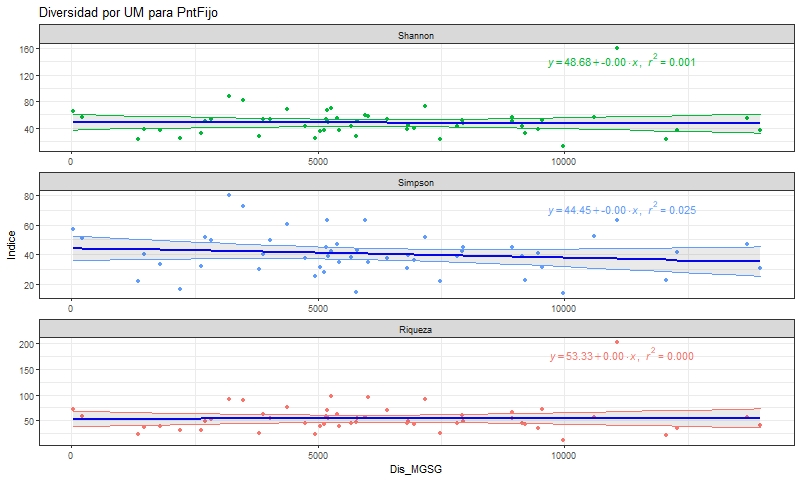 Diversidad por UM para PntFijo
Shannon
y = 48.68 + -0.00 · x, r² = 0.001
160
120
80
40
0
5000
10000
Simpson
y = 44.45 + -0.00 · x, r² = 0.025
80
60
40
20
0
5000
10000
Indice
Riqueza
y = 53.33 + 0.00 · x, r² = 0.000
200
150
100
50
0
5000
10000
Dis_MGSG